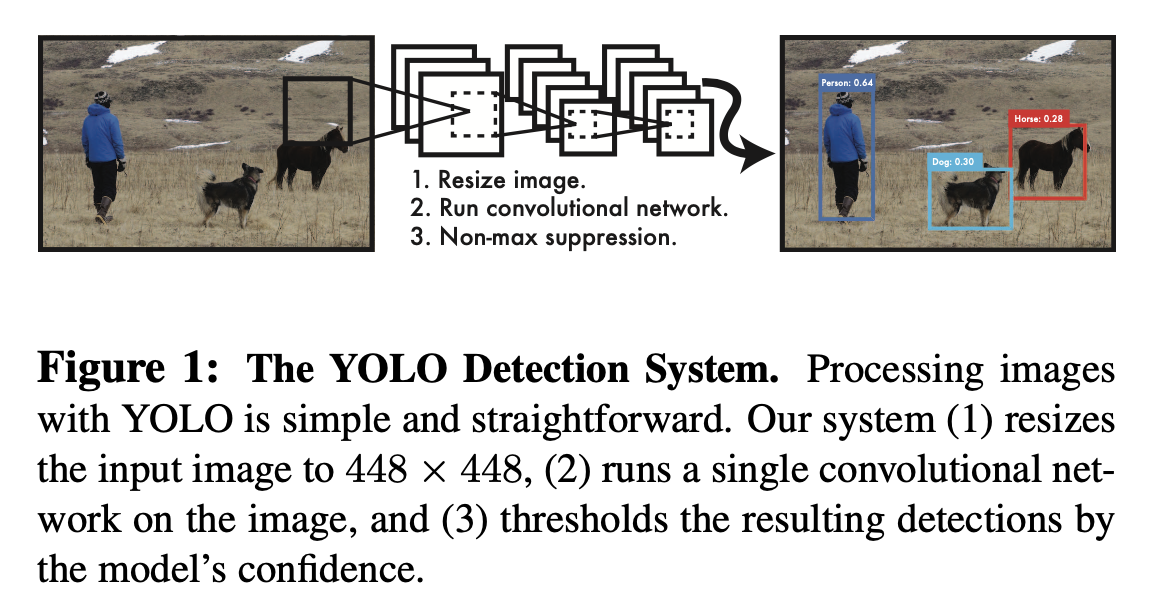 Person: 0.64
Horse: 0.28
Dog: 0.30
1. Resize image.
2. Run convolutional network.
3. Non-max suppression.
Figure 1: The YOLO Detection System. Processing images
with YOLO is simple and straightforward. Our system (1) resizes
the input image to 448 × 448, (2) runs a single convolutional net-
work on the image, and (3) thresholds the resulting detections by
the model’s confidence.